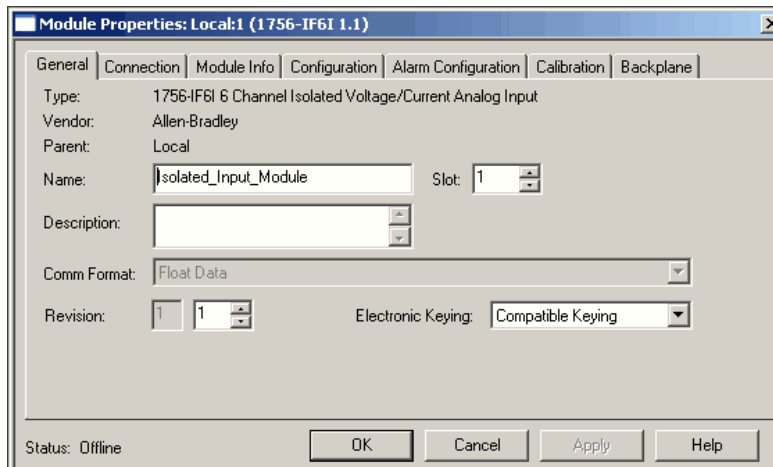 Module Properties: Local:1 (1756-IF6I 1.1)
General Connection Module Info Configuration Alarm Configuration Calibration Backplane
Type: 1756-IF6I 6 Channel Isolated Voltage/Current Analog Input
Vendor: Allen-Bradley
Parent: Local
Name: Isolated_Input_Module Slot: 1
Description:
Comm Format: Float Data
Revision: 1 1 Electronic Keying: Compatible Keying
Status: Offline OK Cancel Apply Help